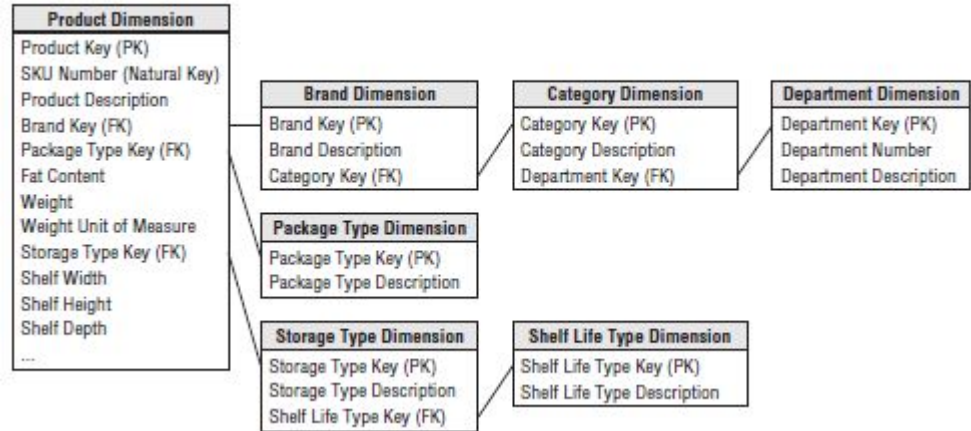 Product Dimension
Product Key (PK)
SKU Number (Natural Key)
Product Description
Brand Key (FK)
Package Type Key (FK)
Fat Content
Weight
Weight Unit of Measure
Storage Type Key (FK)
Shelf Width
Shelf Height
Shelf Depth
...
Brand Dimension
Brand Key (PK)
Brand Description
Category Key (FK)
Category Dimension
Category Key (PK)
Category Description
Department Key (FK)
Department Dimension
Department Key (PK)
Department Number
Department Description
Package Type Dimension
Package Type Key (PK)
Package Type Description
Storage Type Dimension
Storage Type Key (PK)
Storage Type Description
Shelf Life Type Key (FK)
Shelf Life Type Dimension
Shelf Life Type Key (PK)
Shelf Life Type Description